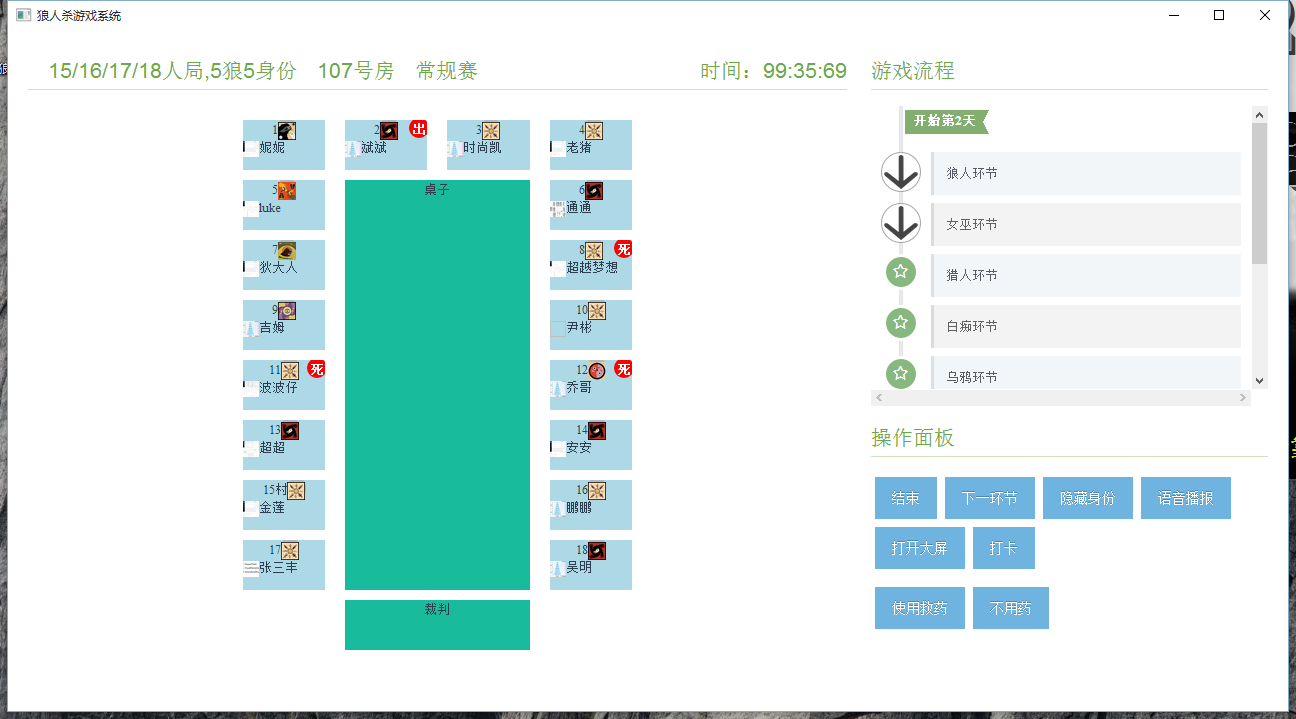 狼人杀游戏系统
15/16/17/18人局,5狼5身份 107号房 常规赛 时间：99:35:69
1
妮妮
2 出
斌斌
3
时尚凯
4
老猪
5
luke
桌子
6
通通
7
狄大人
8 死
超越梦想
9
吉姆
10
尹彬
11 死
波波仔
12 死
乔哥
13
超超
14
安安
15村
金莲
16
鹏鹏
17
张三丰
18
吴明
裁判
游戏流程
开始第2天
狼人环节
女巫环节
猎人环节
白痴环节
乌鸦环节
操作面板
结束 下一环节 隐藏身份 语音播报
打开大屏 打卡
使用救药 不用药